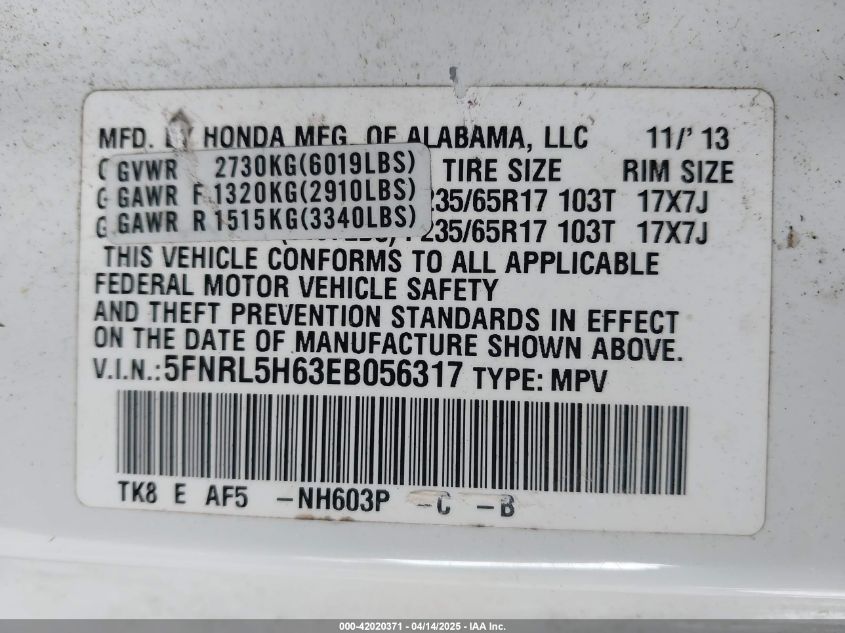 MFD. BY HONDA MFG. OF ALABAMA, LLC 11/'13
GVWR 2730KG(6019LBS) TIRE SIZE RIM SIZE
GAWR F 1320KG(2910LBS) 235/65R17 103T 17X7J
GAWR R 1515KG(3340LBS) 235/65R17 103T 17X7J
THIS VEHICLE CONFORMS TO ALL APPLICABLE
FEDERAL MOTOR VEHICLE SAFETY
AND THEFT PREVENTION STANDARDS IN EFFECT
ON THE DATE OF MANUFACTURE SHOWN ABOVE.
V.I.N.:5FNRL5H63EB056317 TYPE: MPV
TK8 E AF5 -NH603P -C -B
000-42020371 - 04/14/2025 - IAA Inc.